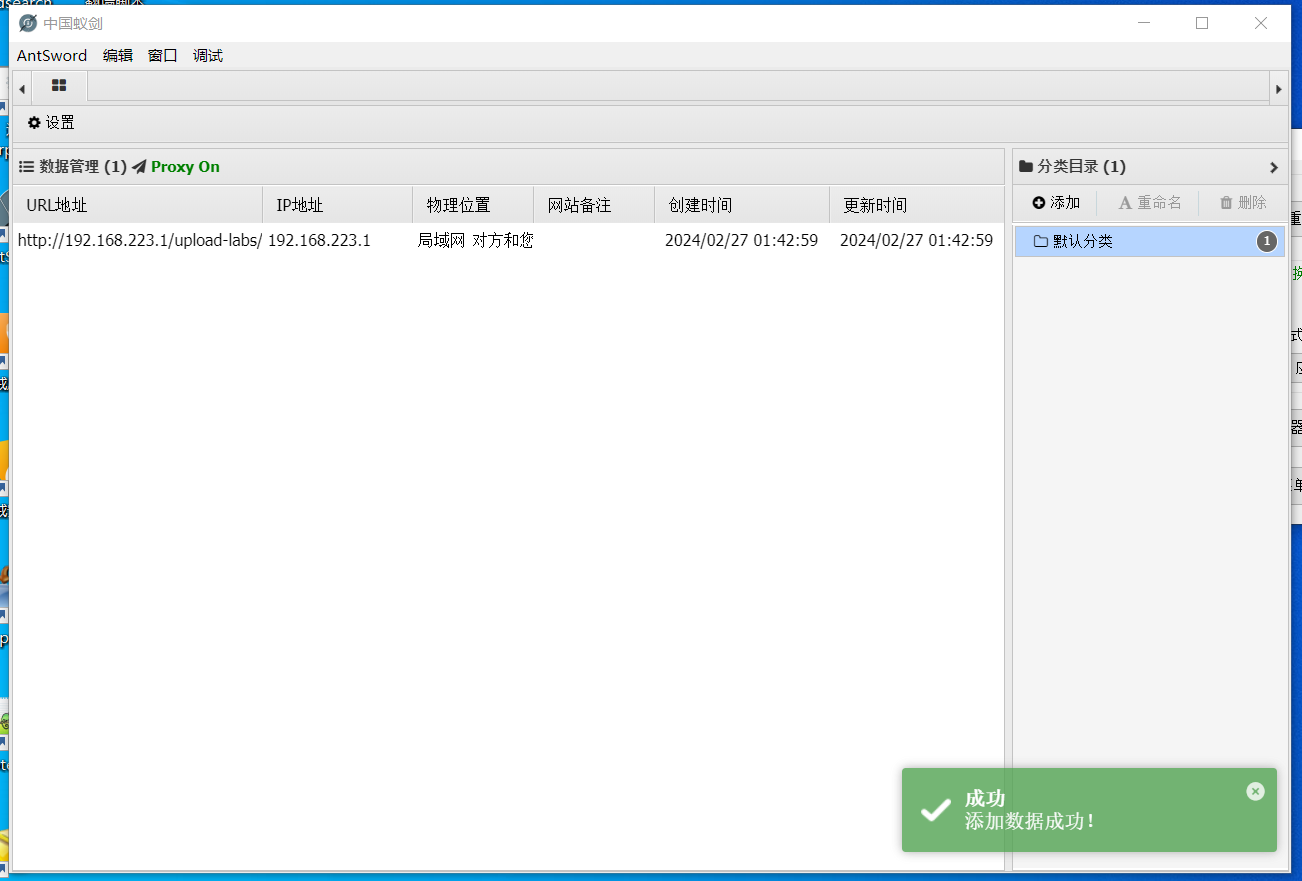 中国蚁剑
AntSword 编辑 窗口 调试
设置
数据管理 (1) Proxy On
分类目录 (1)
URL地址 IP地址 物理位置 网站备注 创建时间 更新时间
添加 重命名 删除
http://192.168.223.1/upload-labs/ 192.168.223.1 局域网 对方和您 2024/02/27 01:42:59 2024/02/27 01:42:59
默认分类 1
成功
添加数据成功!